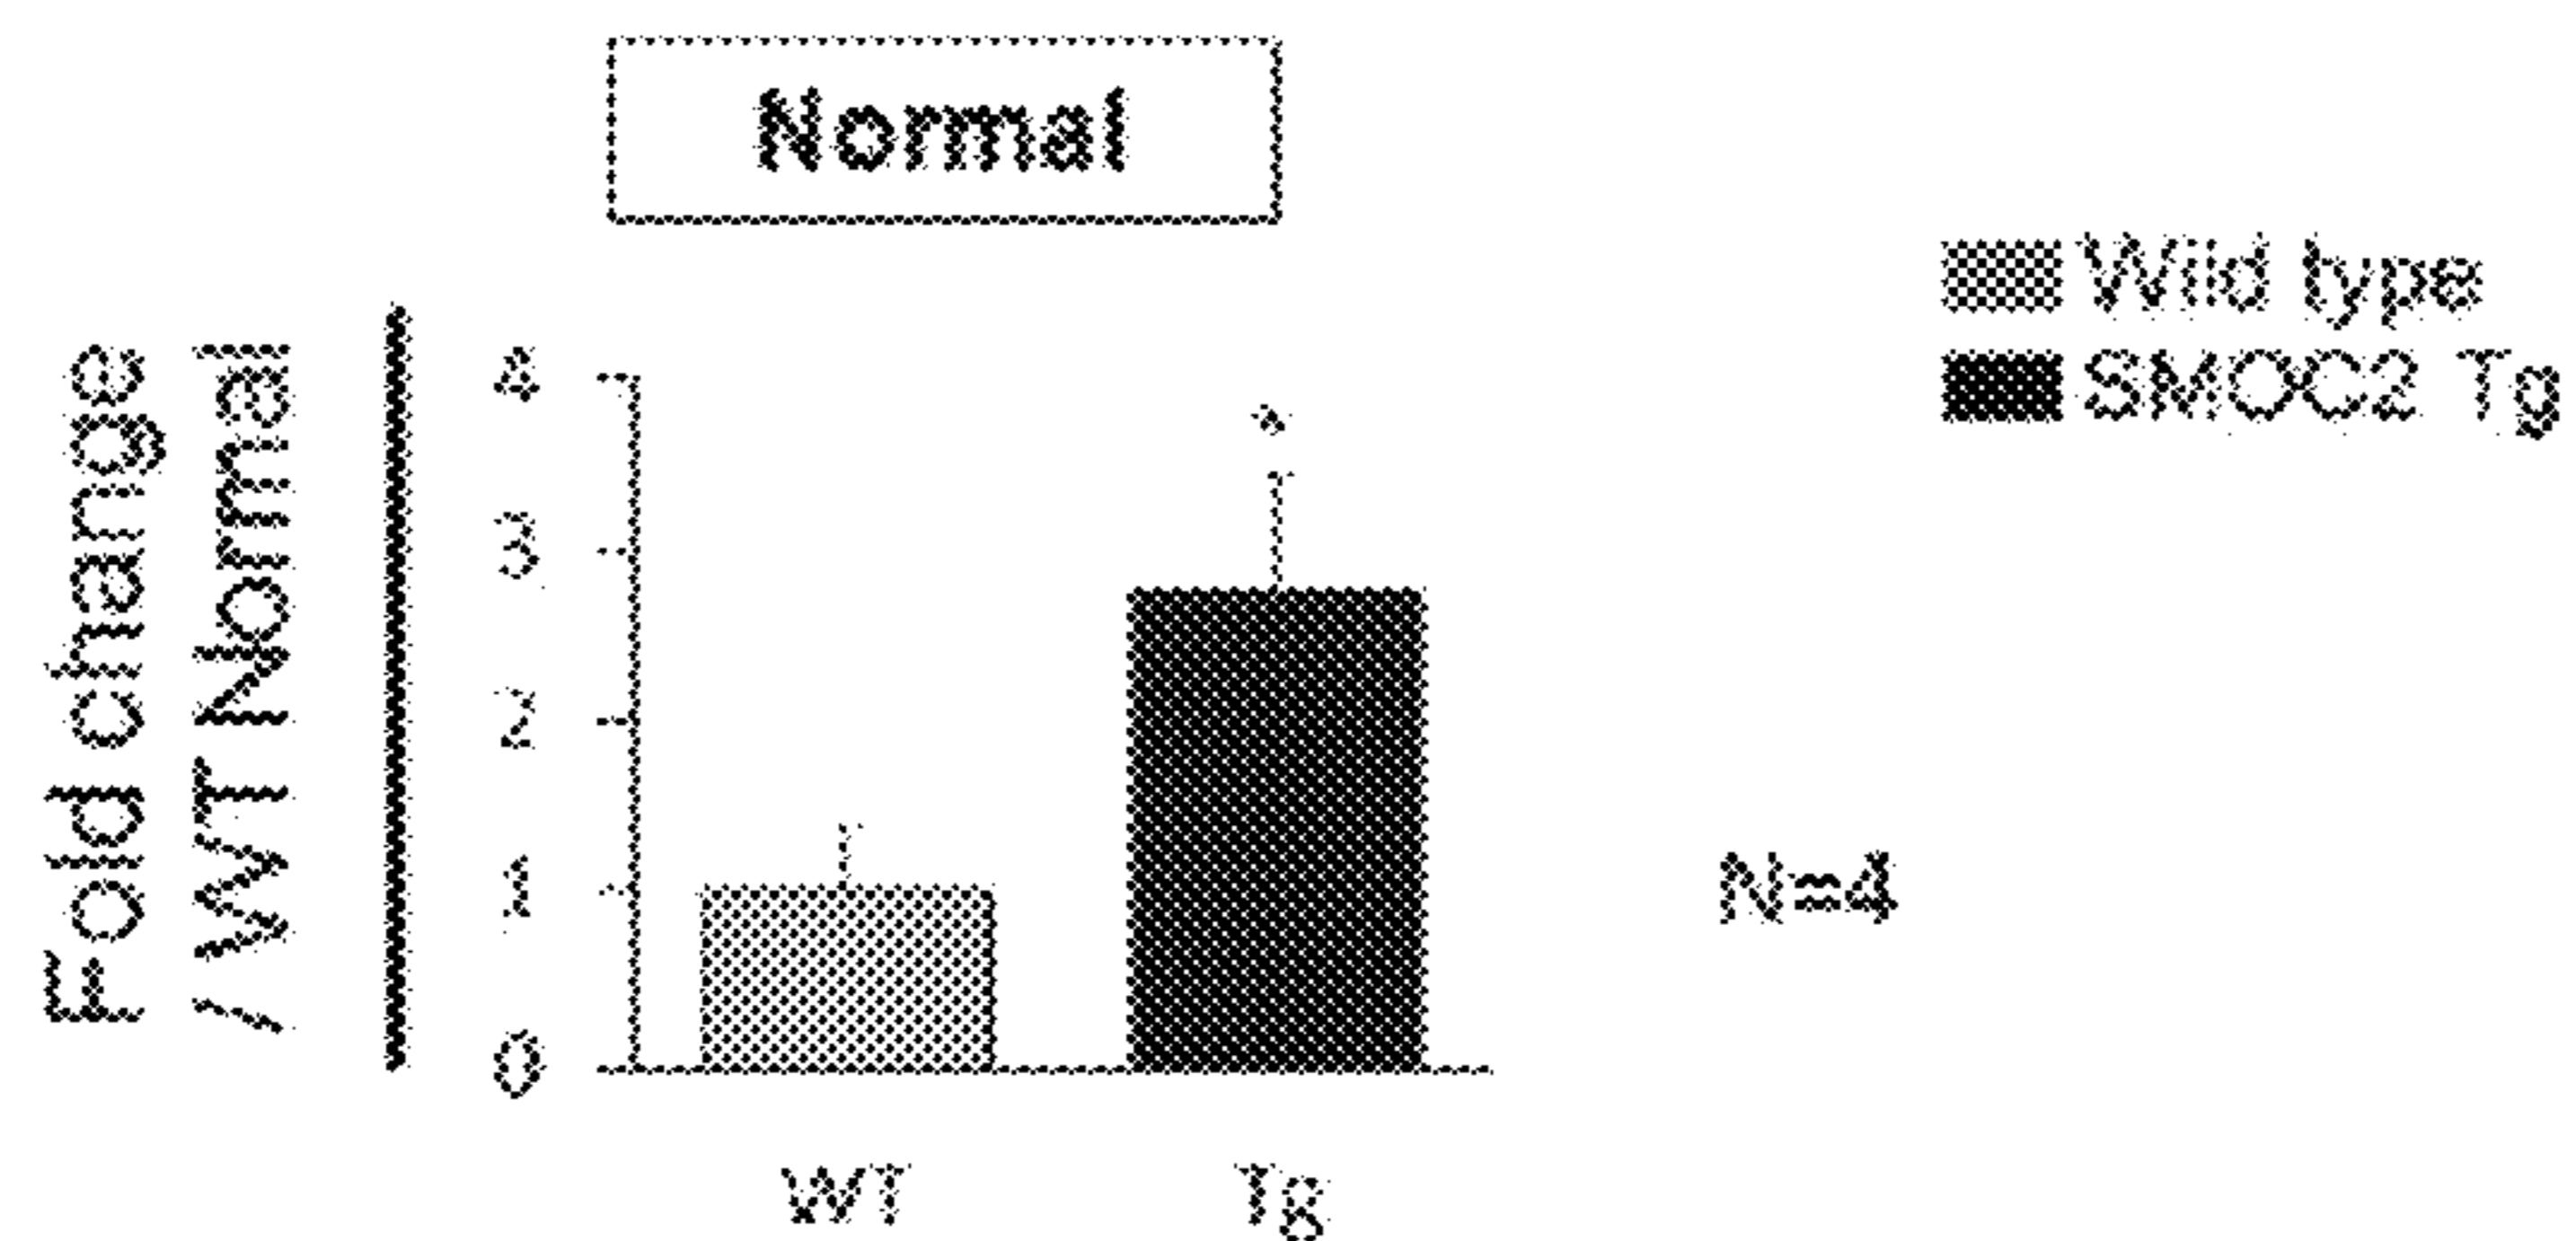 Normal
Wild type
SMOC2 Tg
Fold change
/ WT Normal
4
3
2
1
0
*
N=4
WT
Tg